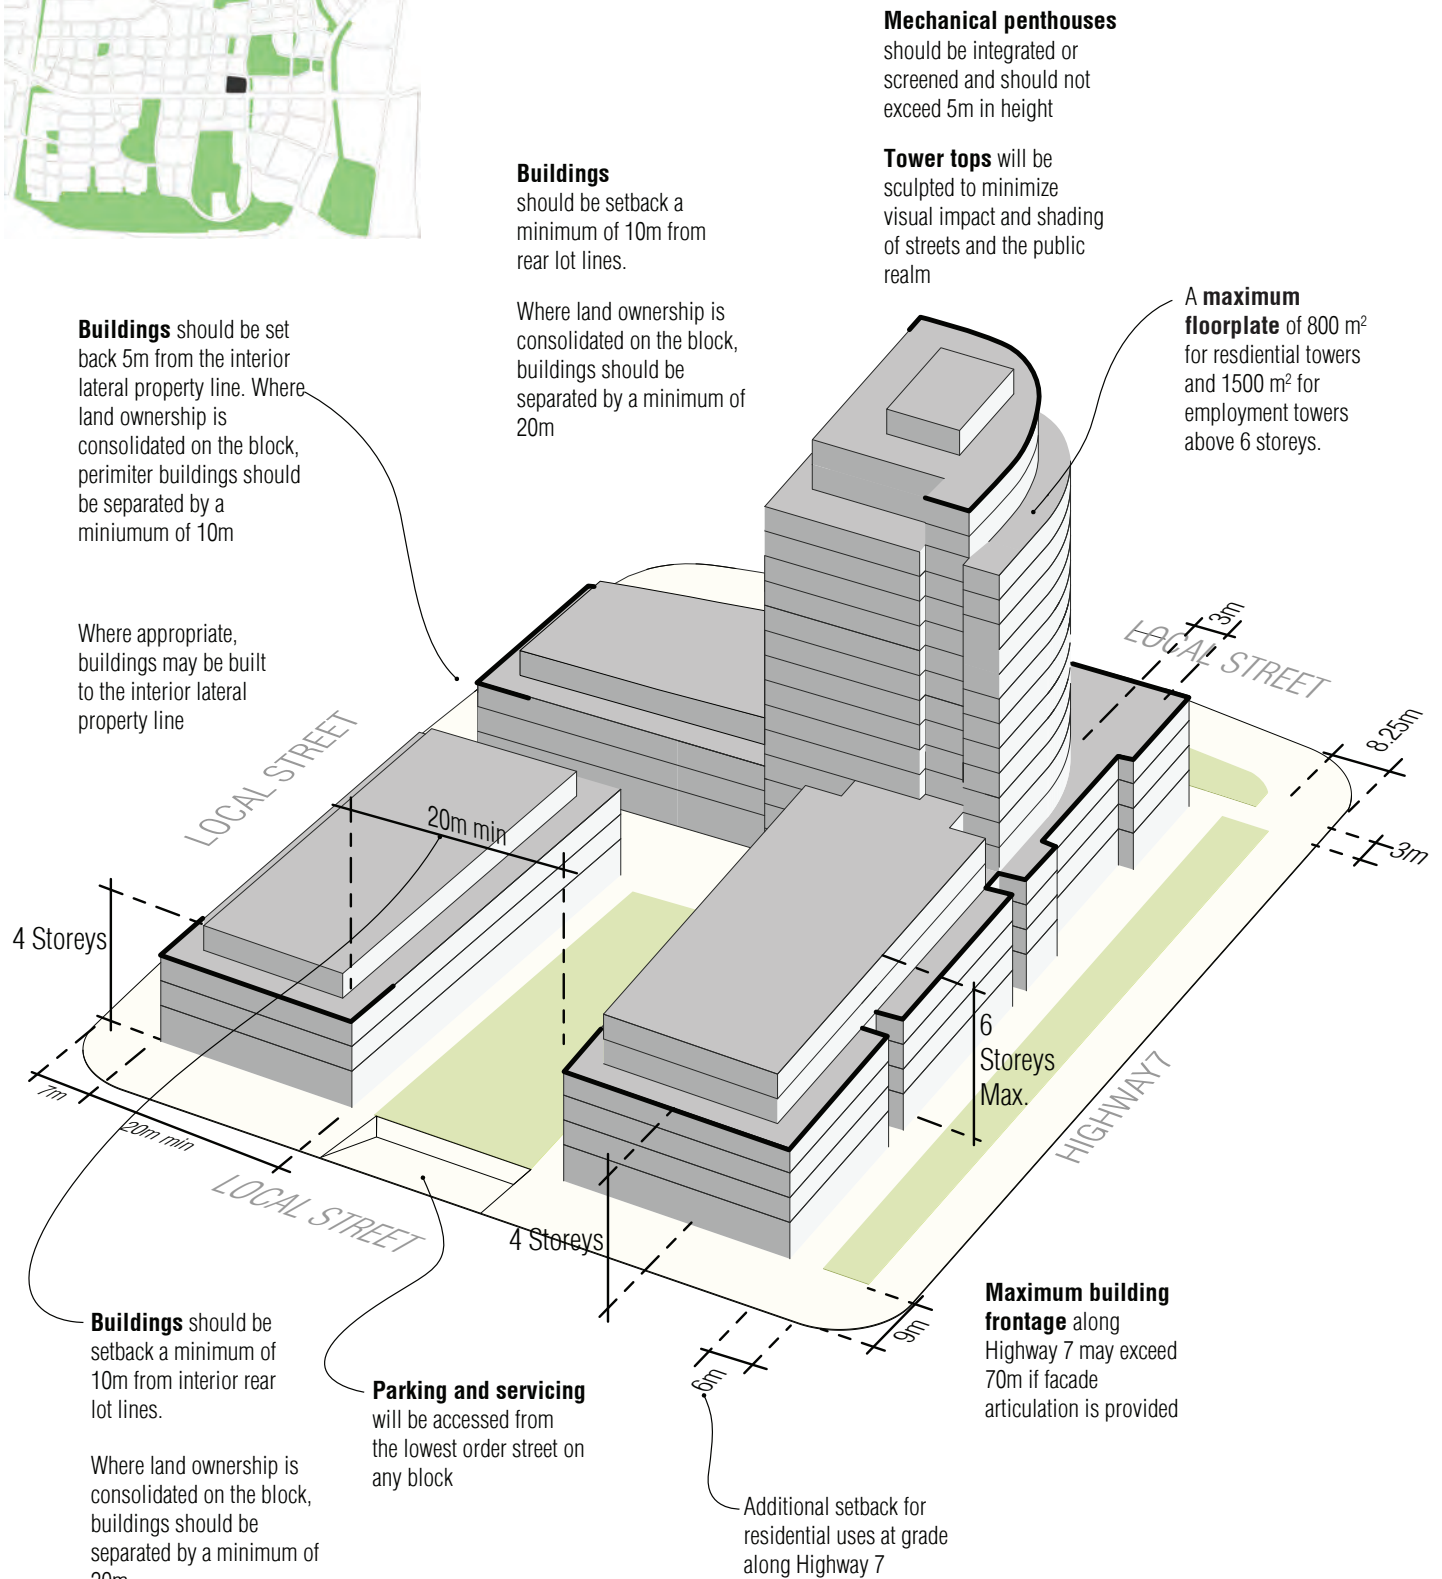 Mechanical penthouses
should be integrated or
screened and should not
exceed 5m in height
Tower tops will be
sculpted to minimize
visual impact and shading
of streets and the public
realm
Buildings
should be setback a
minimum of 10m from
rear lot lines.
Where land ownership is
consolidated on the block,
buildings should be
separated by a minimum of
20m
A maximum
floorplate of 800 m²
for resdiential towers
and 1500 m² for
employment towers
above 6 storeys.
Buildings should be set
back 5m from the interior
lateral property line. Where
land ownership is
consolidated on the block,
perimiter buildings should
be separated by a
miniumum of 10m
Where appropriate,
buildings may be built
to the interior lateral
property line
3m
LOCAL STREET
8.25m
3m
LOCAL STREET
20m min
4 Storeys
6
Storeys
Max.
HIGHWAY7
7m
20m min
LOCAL STREET
4 Storeys
9m
6m
Buildings should be
setback a minimum of
10m from interior rear
lot lines.
Where land ownership is
consolidated on the block,
buildings should be
separated by a minimum of
20m
Parking and servicing
will be accessed from
the lowest order street on
any block
Maximum building
frontage along
Highway 7 may exceed
70m if facade
articulation is provided
Additional setback for
residential uses at grade
along Highway 7